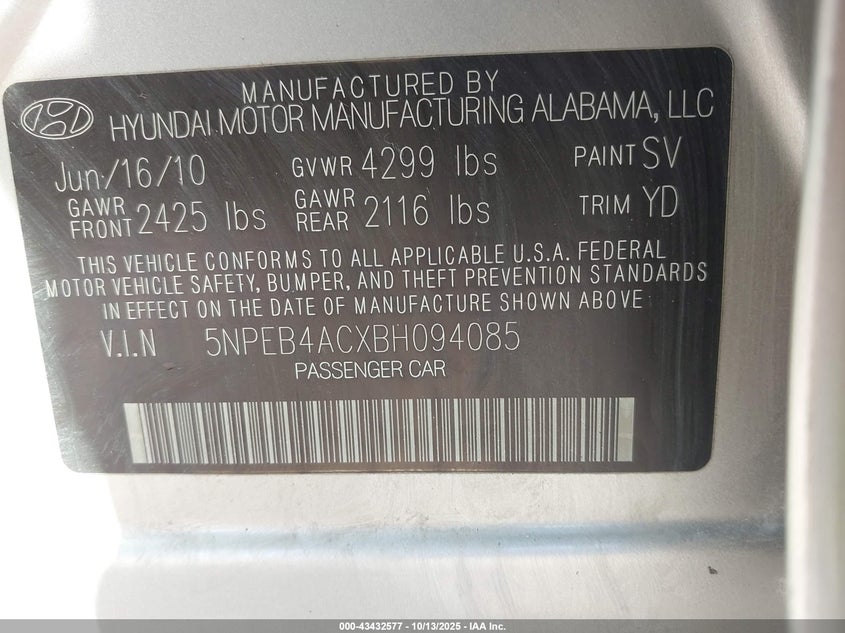 MANUFACTURED BY
HYUNDAI MOTOR MANUFACTURING ALABAMA, LLC
Jun/16/10 GVWR 4299 lbs PAINT SV
GAWR FRONT 2425 lbs GAWR REAR 2116 lbs TRIM YD
THIS VEHICLE CONFORMS TO ALL APPLICABLE U.S.A. FEDERAL
MOTOR VEHICLE SAFETY, BUMPER, AND THEFT PREVENTION STANDARDS
IN EFFECT ON THE DATE OF MANUFACTURE SHOWN ABOVE
V.I.N 5NPEB4ACXBH094085
PASSENGER CAR
000-43432577 - 10/13/2025 - IAA Inc.